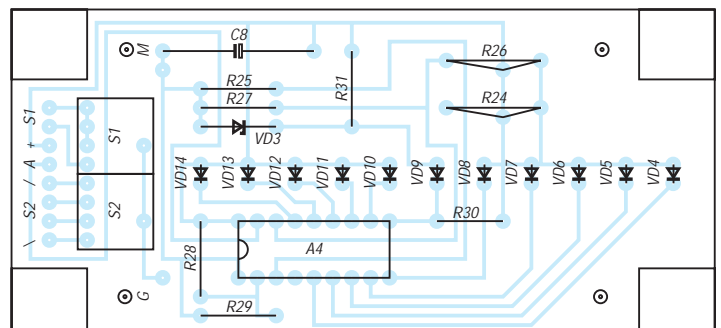 M
C8
R26
R25
R27
R31
R24
VD3
S1
+
A
/
S2
\
S1
S2
VD14
VD13
VD12
VD11
VD10
VD9
VD8
VD7
VD6
VD5
VD4
R30
R28
A4
G
R29